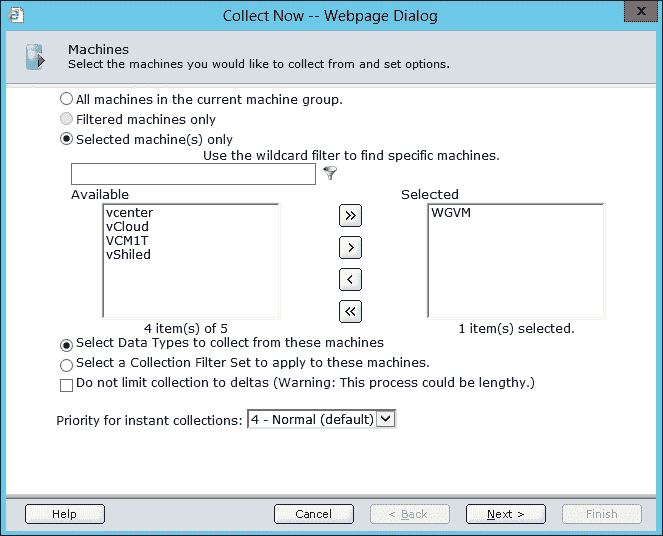 Collect Now -- Webpage Dialog
X
Machines
Select the machines you would like to collect from and set options.
All machines in the current machine group.
Filtered machines only
Selected machine(s) only
Use the wildcard filter to find specific machines.
Available
Selected
vcenter
vCloud
VCM1T
vShiled
>>
>
<
<<
WGVM
4 item(s) of 5
1 item(s) selected.
Select Data Types to collect from these machines
Select a Collection Filter Set to apply to these machines.
Do not limit collection to deltas (Warning: This process could be lengthy.)
Priority for instant collections: 4 - Normal (default)
Help
Cancel
< Back
Next >
Finish